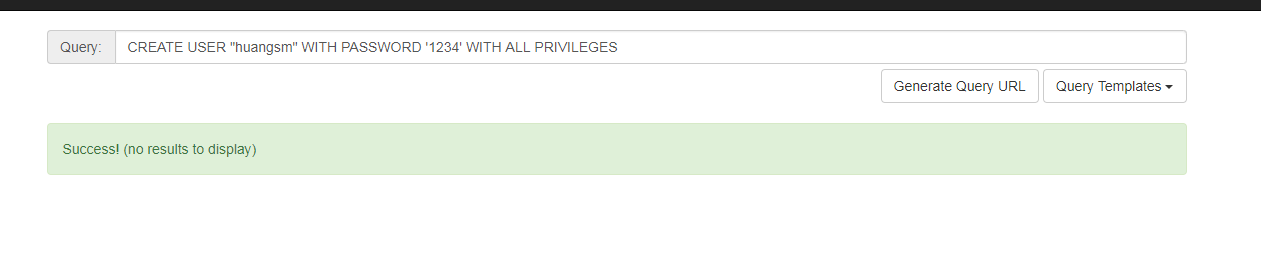 Query: CREATE USER "huangsm" WITH PASSWORD '1234' WITH ALL PRIVILEGES
Generate Query URL Query Templates
Success! (no results to display)